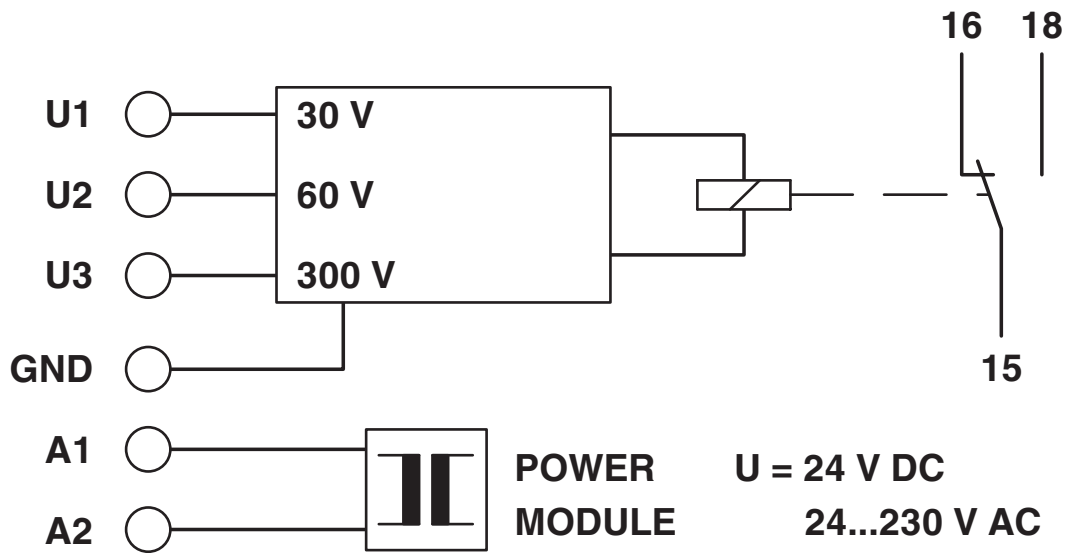 16 18
U1 30 V
U2 60 V
U3 300 V
GND
15
A1
POWER U = 24 V DC
A2 MODULE 24...230 V AC